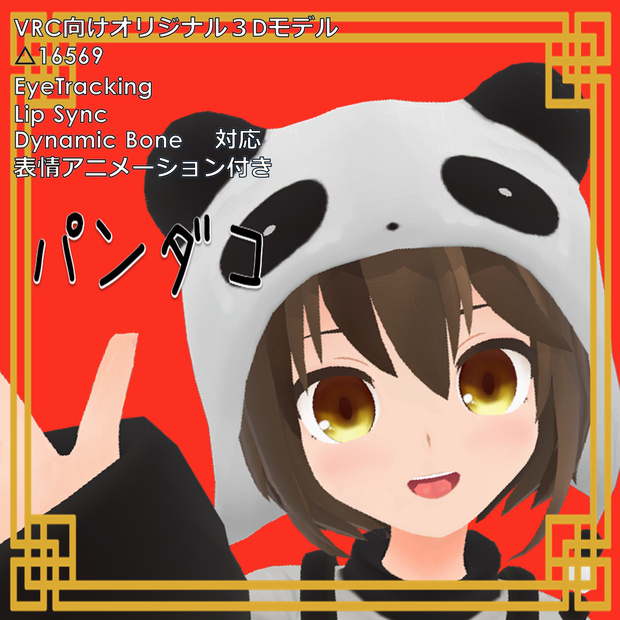 VRC向けオリジナル３Dモデル
△16569
EyeTracking
Lip Sync
Dynamic Bone　対応
表情アニメーション付き
パンダコ